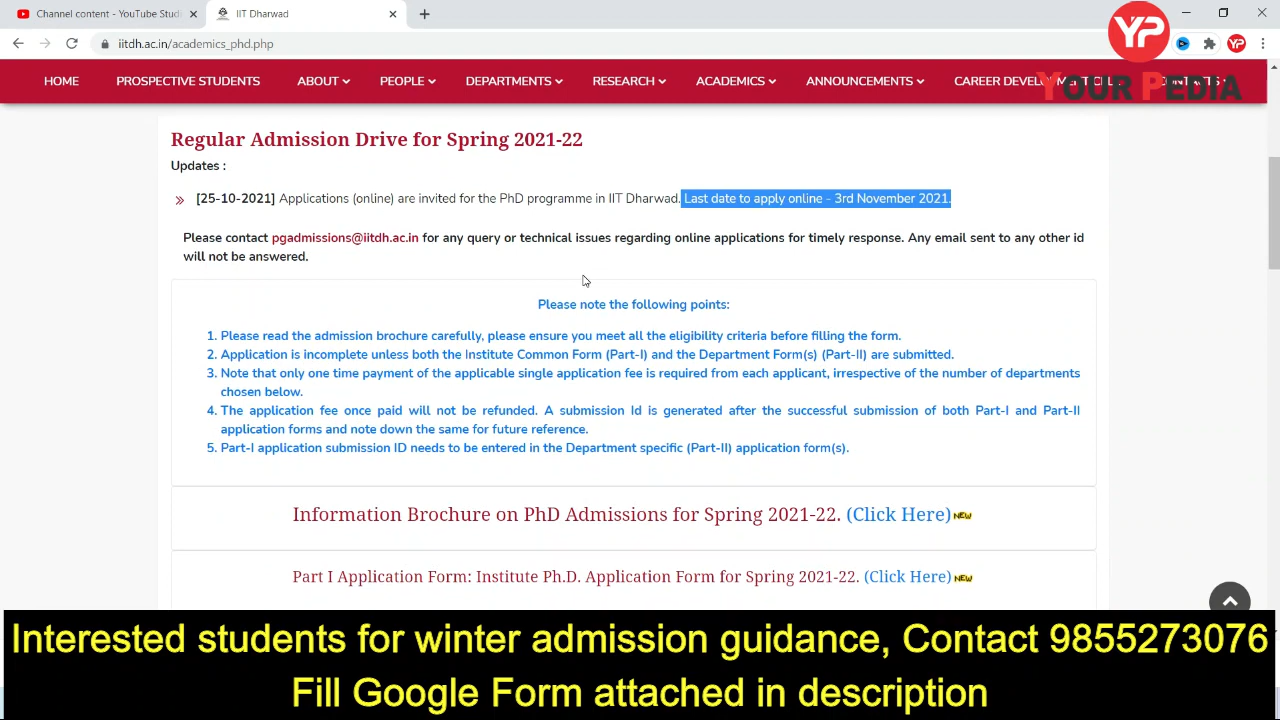 Channel content - YouTube Stud
IIT Dharwad
iitdh.ac.in/academics_phd.php
YP
YOUR PEDIA
HOME PROSPECTIVE STUDENTS ABOUT PEOPLE DEPARTMENTS RESEARCH ACADEMICS ANNOUNCEMENTS CAREER DEVELOPMENT CELL CONTACTS
Regular Admission Drive for Spring 2021-22
Updates :
[25-10-2021] Applications (online) are invited for the PhD programme in IIT Dharwad. Last date to apply online - 3rd November 2021.
Please contact pgadmissions@iitdh.ac.in for any query or technical issues regarding online applications for timely response. Any email sent to any other id
will not be answered.
Please note the following points:
1. Please read the admission brochure carefully, please ensure you meet all the eligibility criteria before filling the form.
2. Application is incomplete unless both the Institute Common Form (Part-I) and the Department Form(s) (Part-II) are submitted.
3. Note that only one time payment of the applicable single application fee is required from each applicant, irrespective of the number of departments
chosen below.
4. The application fee once paid will not be refunded. A submission Id is generated after the successful submission of both Part-I and Part-II
application forms and note down the same for future reference.
5. Part-I application submission ID needs to be entered in the Department specific (Part-II) application form(s).
Information Brochure on PhD Admissions for Spring 2021-22. (Click Here) NEW
Part I Application Form: Institute Ph.D. Application Form for Spring 2021-22. (Click Here) NEW
Interested students for winter admission guidance, Contact 9855273076
Fill Google Form attached in description